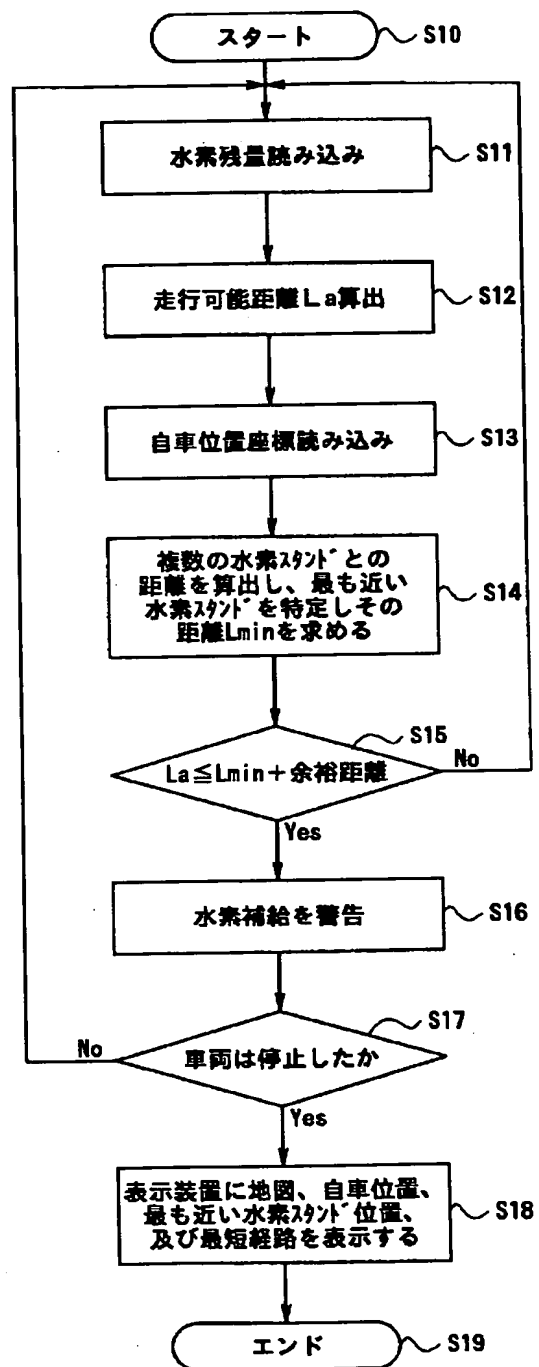 スタート
S10
水素残量読み込み
S11
走行可能距離La算出
S12
自車位置座標読み込み
S13
複数の水素ｽﾀﾝﾄﾞとの
距離を算出し、最も近い
水素ｽﾀﾝﾄﾞを特定しその
距離Lminを求める
S14
S15
La≦Lmin＋余裕距離
No
Yes
水素補給を警告
S16
S17
No
車両は停止したか
Yes
表示装置に地図、自車位置、
最も近い水素ｽﾀﾝﾄﾞ位置、
及び最短経路を表示する
S18
エンド
S19